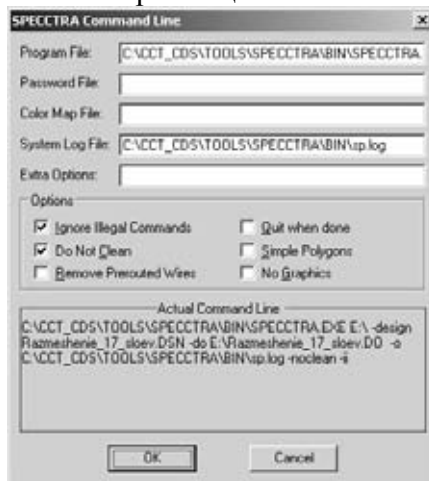 SPECCTRA Command Line
Program File: C:\CCT_CDS\TOOLS\SPECCTRA\BIN\SPECCTRA.
Password File:
Color Map File:
System Log File: C:\CCT_CDS\TOOLS\SPECCTRA\BIN\sp.log
Extra Options:
Options
Ignore Illegal Commands Quit when done
Do Not Clean Simple Polygons
Remove Prerouted Wires No Graphics
Actual Command Line
C:\CCT_CDS\TOOLS\SPECCTRA\BIN\SPECCTRA.EXE E:\ -design
Razmeshenie_17_sloev.DSN -do E:\Razmeshenie_17_sloev.DO -o
C:\CCT_CDS\TOOLS\SPECCTRA\BIN\sp.log -noclean -ii
OK Cancel